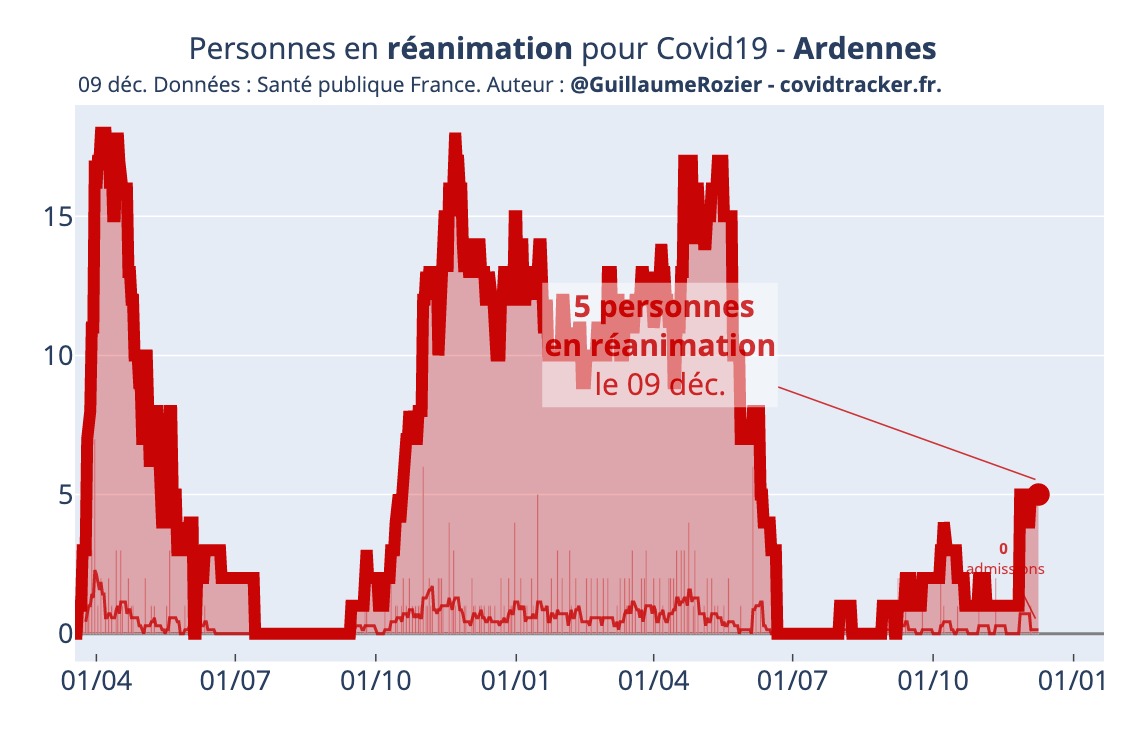 Personnes en réanimation pour Covid19 - Ardennes
09 déc. Données : Santé publique France. Auteur : @GuillaumeRozier - covidtracker.fr.
15
10
5
0
5 personnes
en réanimation
le 09 déc.
0
admissions
01/04
01/07
01/10
01/01
01/04
01/07
01/10
01/01